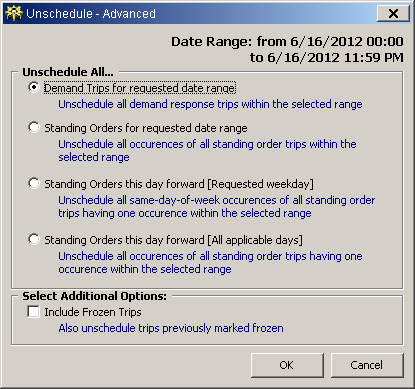 Unschedule - Advanced
Date Range: from 6/16/2012 00:00
to 6/16/2012 11:59 PM
Unschedule All...
Demand Trips for requested date range
Unschedule all demand response trips within the selected range
Standing Orders for requested date range
Unschedule all occurences of all standing order trips within the
selected range
Standing Orders this day forward [Requested weekday]
Unschedule all same-day-of-week occurences of all standing order
trips having one occurence within the selected range
Standing Orders this day forward [All applicable days]
Unschedule all occurences of all standing order trips having one
occurence within the selected range
Select Additional Options:
Include Frozen Trips
Also unschedule trips previously marked frozen
OK
Cancel